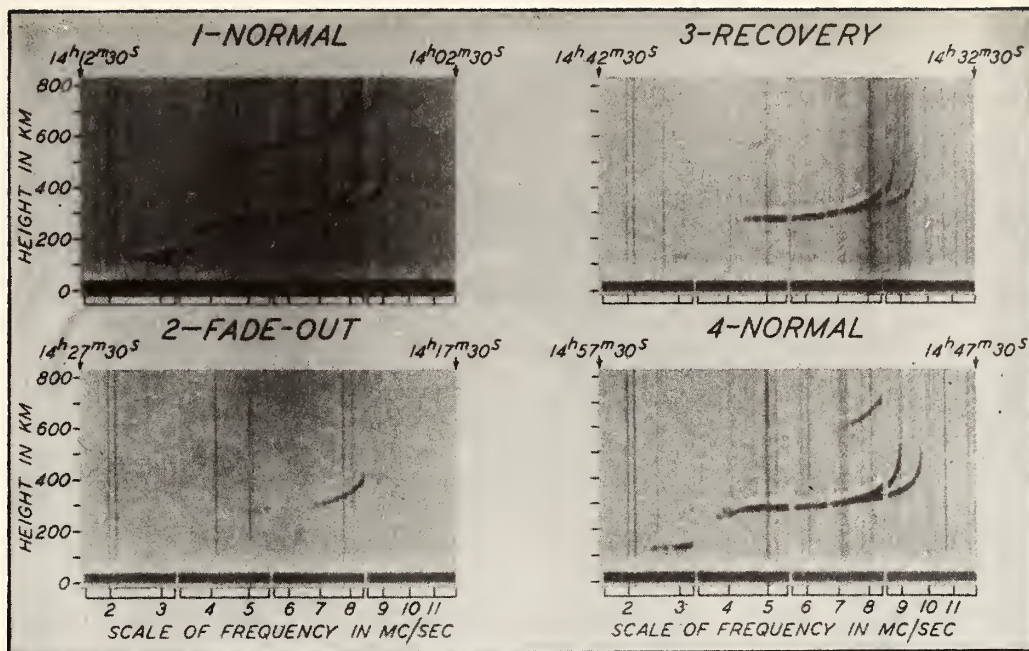 1-NORMAL
14ʰ12ᵐ30ˢ 14ʰ02ᵐ30ˢ
800-
600-
400-
200-
0-
HEIGHT IN KM
3-RECOVERY
14ʰ42ᵐ30ˢ 14ʰ32ᵐ30ˢ
2-FADE-OUT
14ʰ27ᵐ30ˢ 14ʰ17ᵐ30ˢ
800-
600-
400-
200-
0-
HEIGHT IN KM
2 3 4 5 6 7 8 9 10 11
SCALE OF FREQUENCY IN MC/SEC
4-NORMAL
14ʰ57ᵐ30ˢ 14ʰ47ᵐ30ˢ
2 3 4 5 6 7 8 9 10 11
SCALE OF FREQUENCY IN MC/SEC